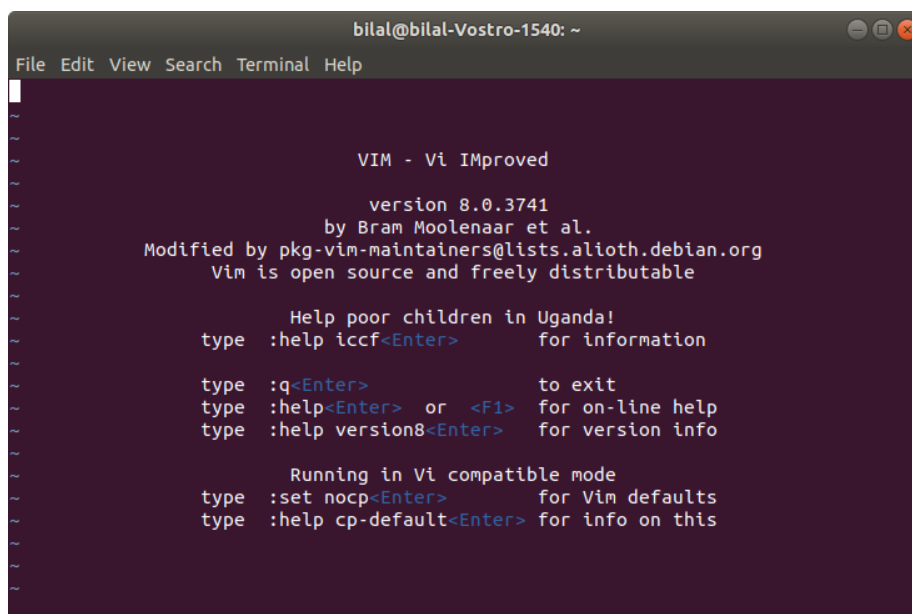 bilal@bilal-Vostro-1540: ~
File Edit View Search Terminal Help
~
~
~ VIM - Vi IMproved
~
~ version 8.0.3741
~ by Bram Moolenaar et al.
~ Modified by pkg-vim-maintainers@lists.alioth.debian.org
~ Vim is open source and freely distributable
~
~ Help poor children in Uganda!
~ type :help iccf<Enter> for information
~
~ type :q<Enter> to exit
~ type :help<Enter> or <F1> for on-line help
~ type :help version8<Enter> for version info
~
~ Running in Vi compatible mode
~ type :set nocp<Enter> for Vim defaults
~ type :help cp-default<Enter> for info on this
~
~
~